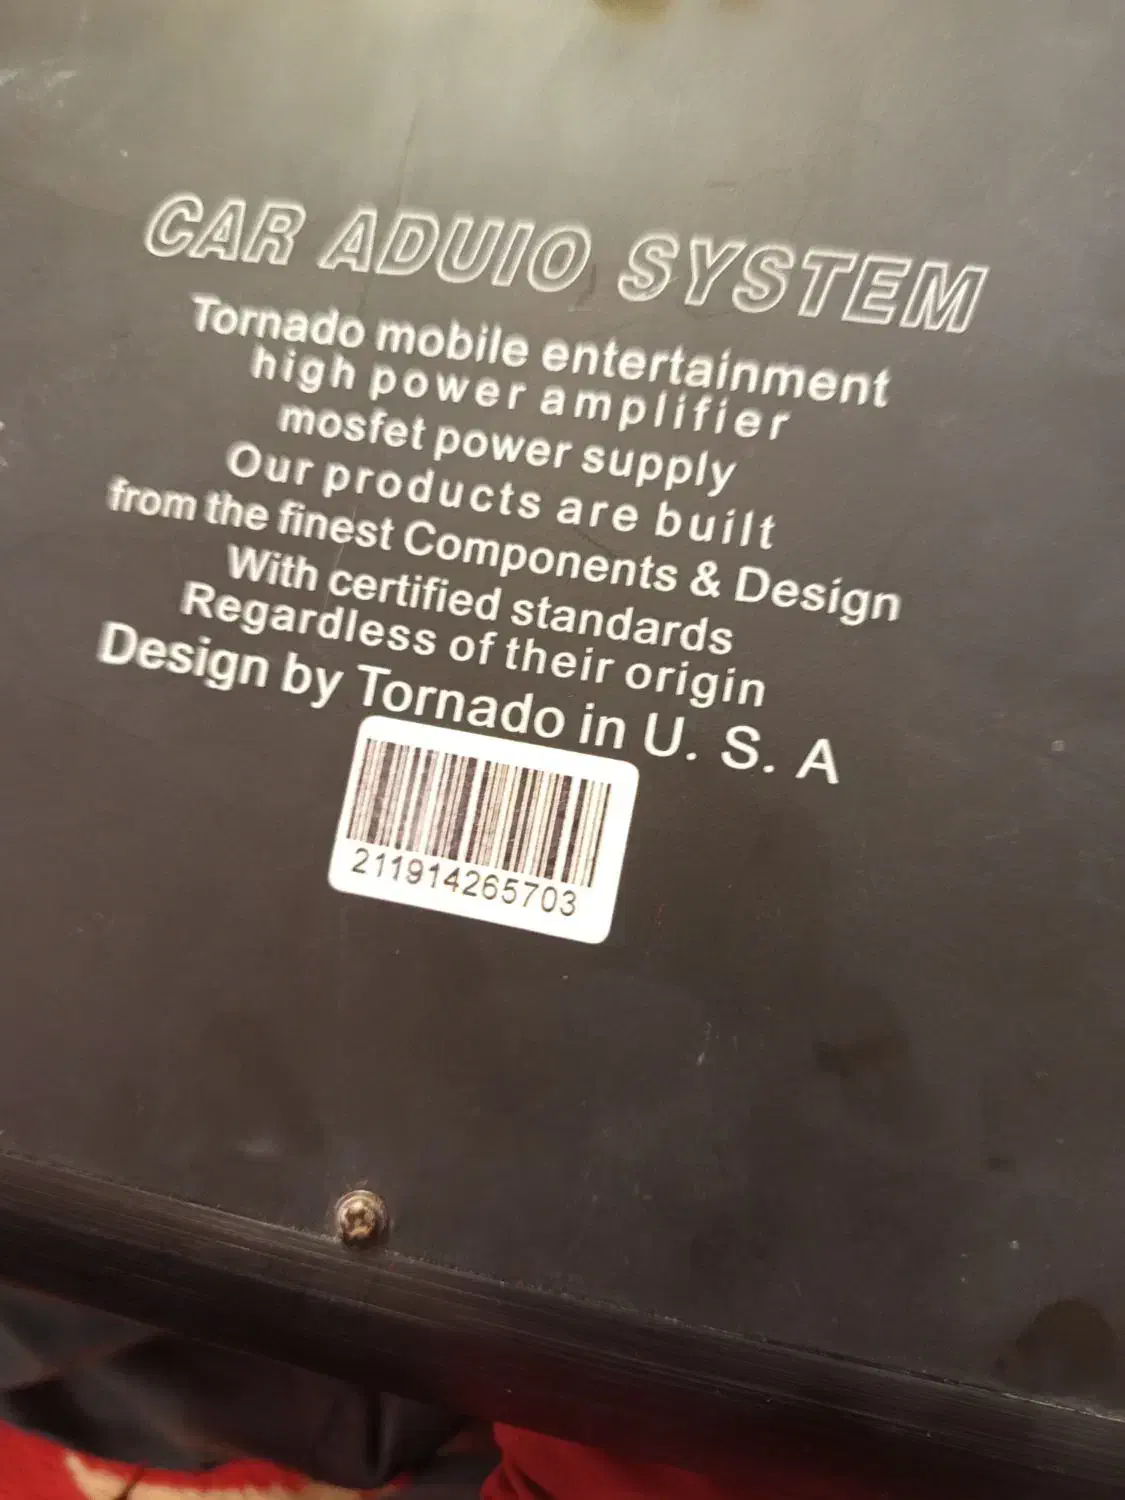 CAR ADUIO SYSTEM
Tornado mobile entertainment
high power amplifier
mosfet power supply
Our products are built
from the finest Components & Design
With certified standards
Regardless of their origin
Design by Tornado in U. S. A
211914265703